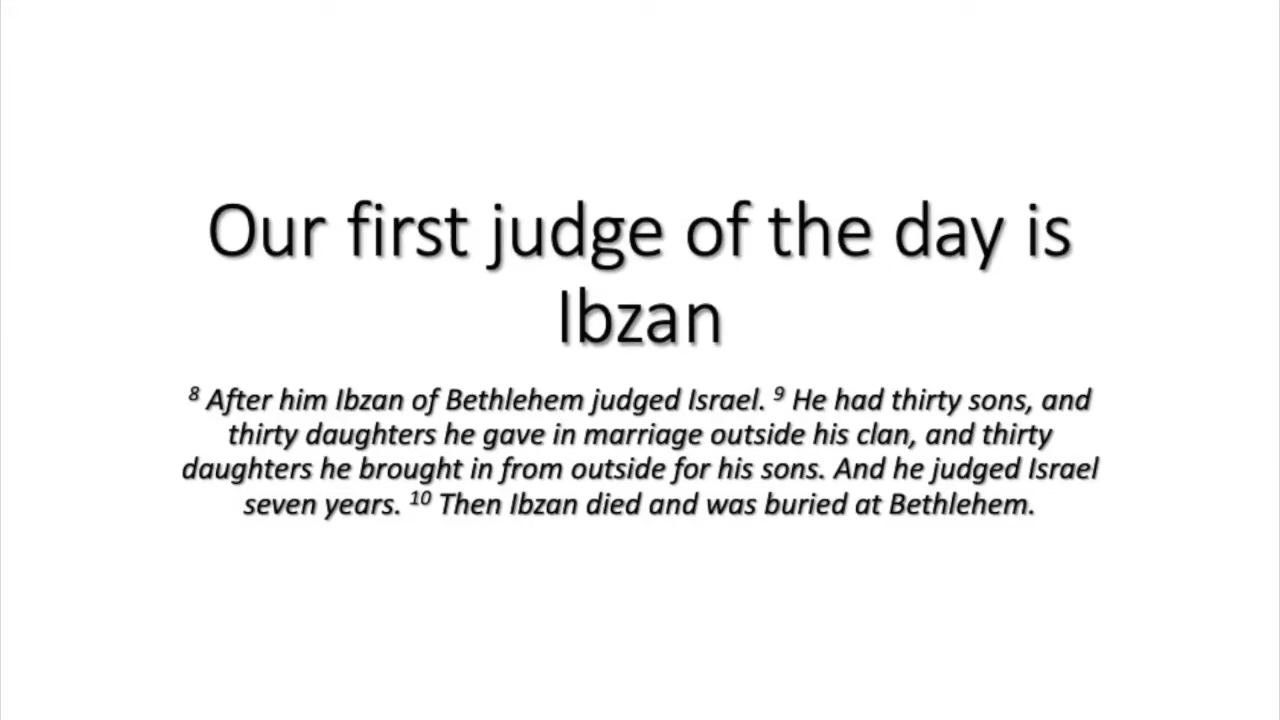 Our first judge of the day is
Ibzan
⁸ After him Ibzan of Bethlehem judged Israel. ⁹ He had thirty sons, and
thirty daughters he gave in marriage outside his clan, and thirty
daughters he brought in from outside for his sons. And he judged Israel
seven years. ¹⁰ Then Ibzan died and was buried at Bethlehem.